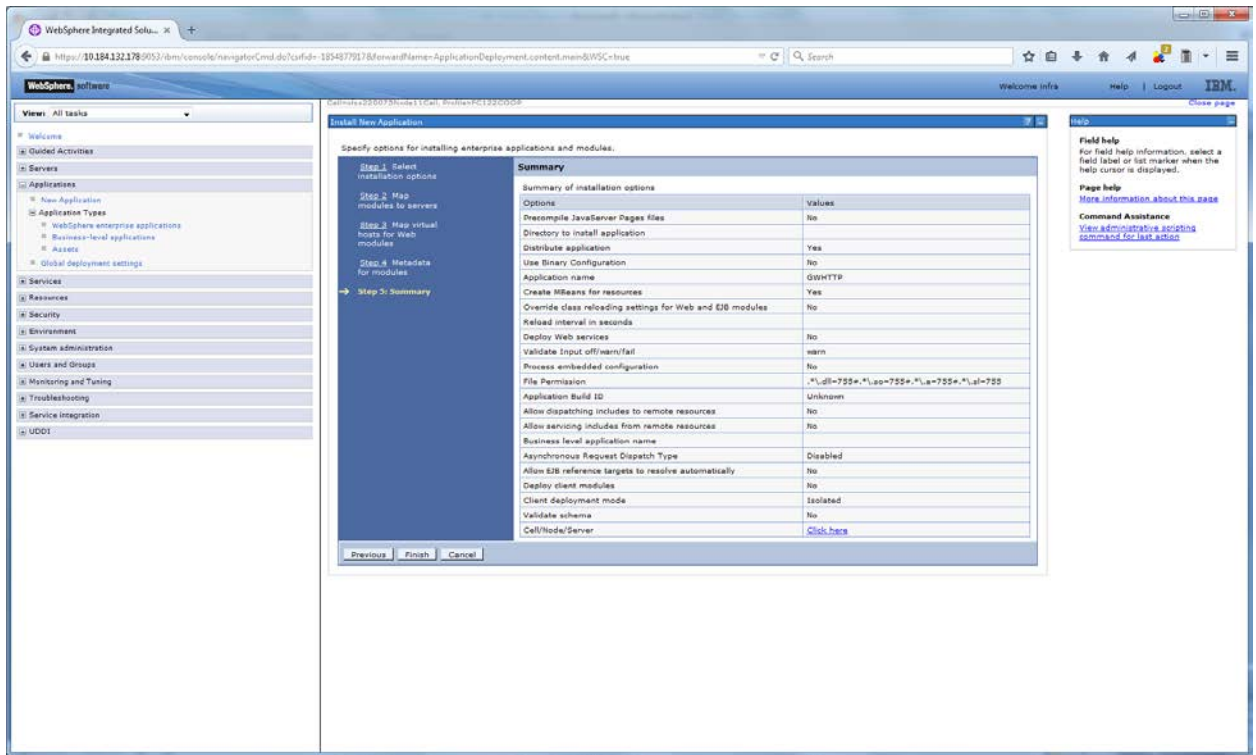 WebSphere Integrated Solu... ×
https://10.184.132.178:9053/ibm/console/navigatorCmd.do?csrfid=-1854877917&forwardName=ApplicationDeployment.content.main&WSC=true
Search
WebSphere. software
Welcome infra
Help | Logout
IBM.
View: All tasks
Welcome
Guided Activities
Servers
Applications
New Application
Application Types
WebSphere enterprise applications
Business-level applications
Assets
Global deployment settings
Services
Resources
Security
Environment
System administration
Users and Groups
Monitoring and Tuning
Troubleshooting
Service integration
UDDI
Close page
Install New Application
Specify options for installing enterprise applications and modules.
Step 1 Select
installation options
Step 2 Map
modules to servers
Step 3 Map virtual
hosts for Web
modules
Step 4 Metadata
for modules
Step 5: Summary
Summary
Summary of installation options
Options Values
Precompile JavaServer Pages files No
Directory to install application
Distribute application Yes
Use Binary Configuration No
Application name GWHTTP
Create MBeans for resources Yes
Override class reloading settings for Web and EJB modules No
Reload interval in seconds
Deploy Web services No
Validate Input off/warn/fail warn
Process embedded configuration No
File Permission .*\.dll=755#.*\.so=755#.*\.a=755#.*\.sl=755
Application Build ID Unknown
Allow dispatching includes to remote resources No
Allow servicing includes from remote resources No
Business level application name
Asynchronous Request Dispatch Type Disabled
Allow EJB reference targets to resolve automatically No
Deploy client modules No
Client deployment mode Isolated
Validate schema No
Cell/Node/Server Click here
Previous Finish Cancel
Help
Field help
For field help information, select a
field label or list marker when the
help cursor is displayed.
Page help
More information about this page
Command Assistance
View administrative scripting
command for last action